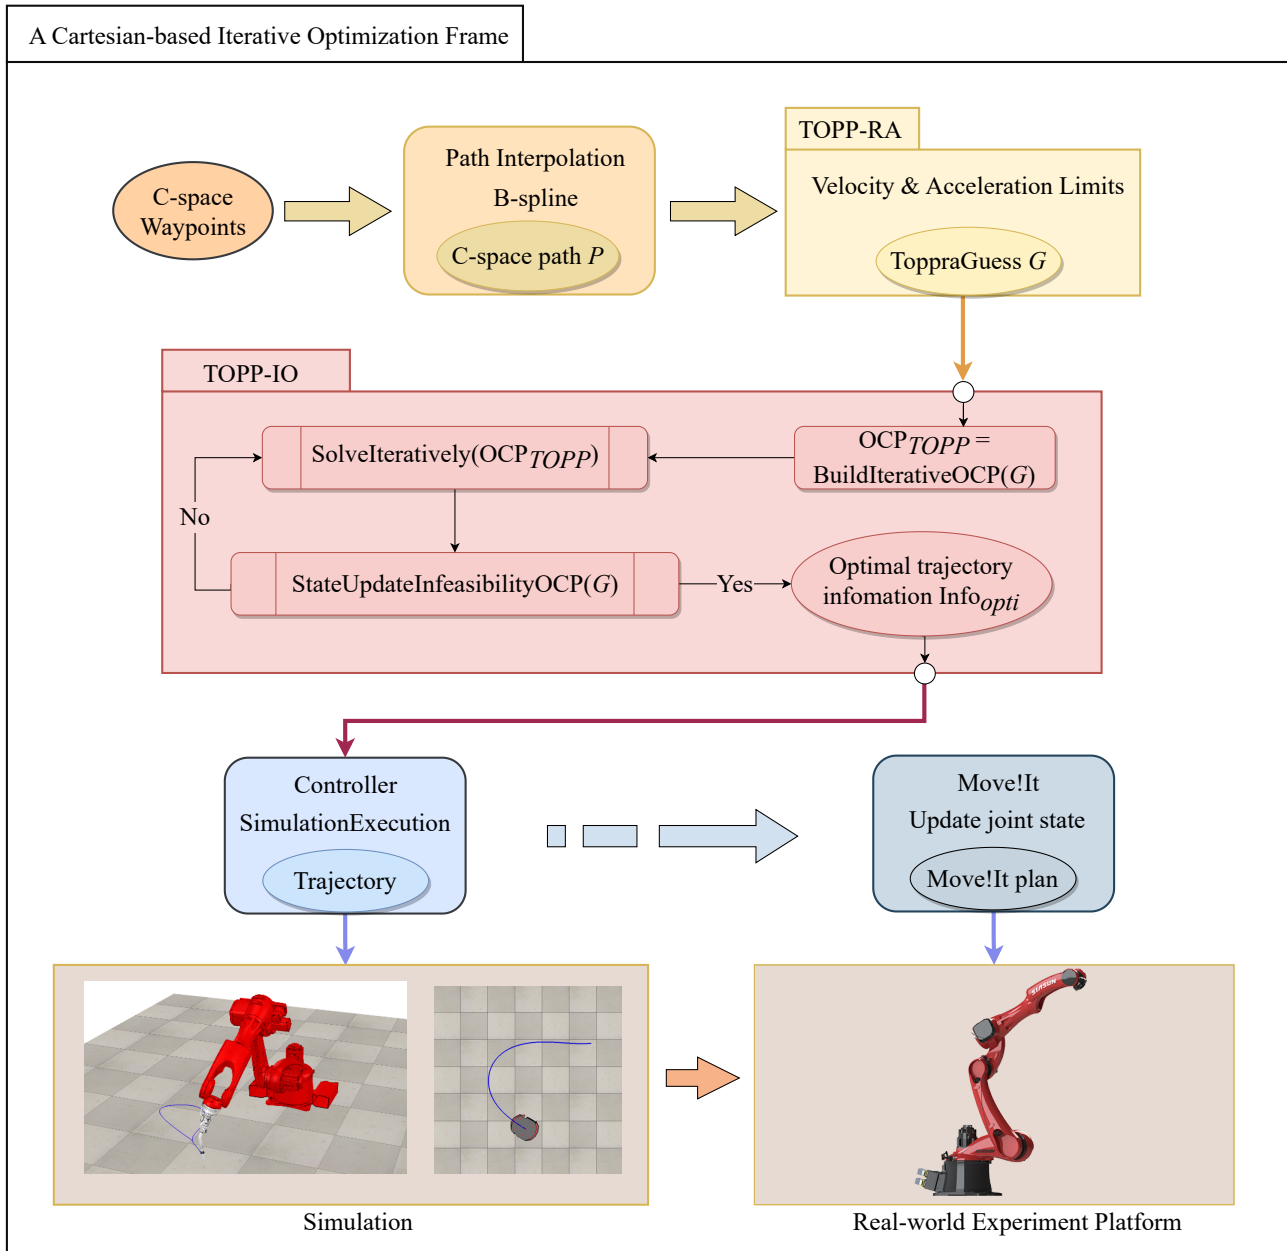 A Cartesian-based Iterative Optimization Frame
C-space
Waypoints
Path Interpolation
B-spline
C-space path P
TOPP-RA
Velocity & Acceleration Limits
ToppraGuess G
TOPP-IO
SolveIteratively(OCPTOPP)
OCPTOPP =
BuildIterativeOCP(G)
No
StateUpdateInfeasibilityOCP(G)
Yes
Optimal trajectory
infomation Infoopti
Controller
SimulationExecution
Trajectory
Move!It
Update joint state
Move!It plan
SIASUN
Simulation
Real-world Experiment Platform